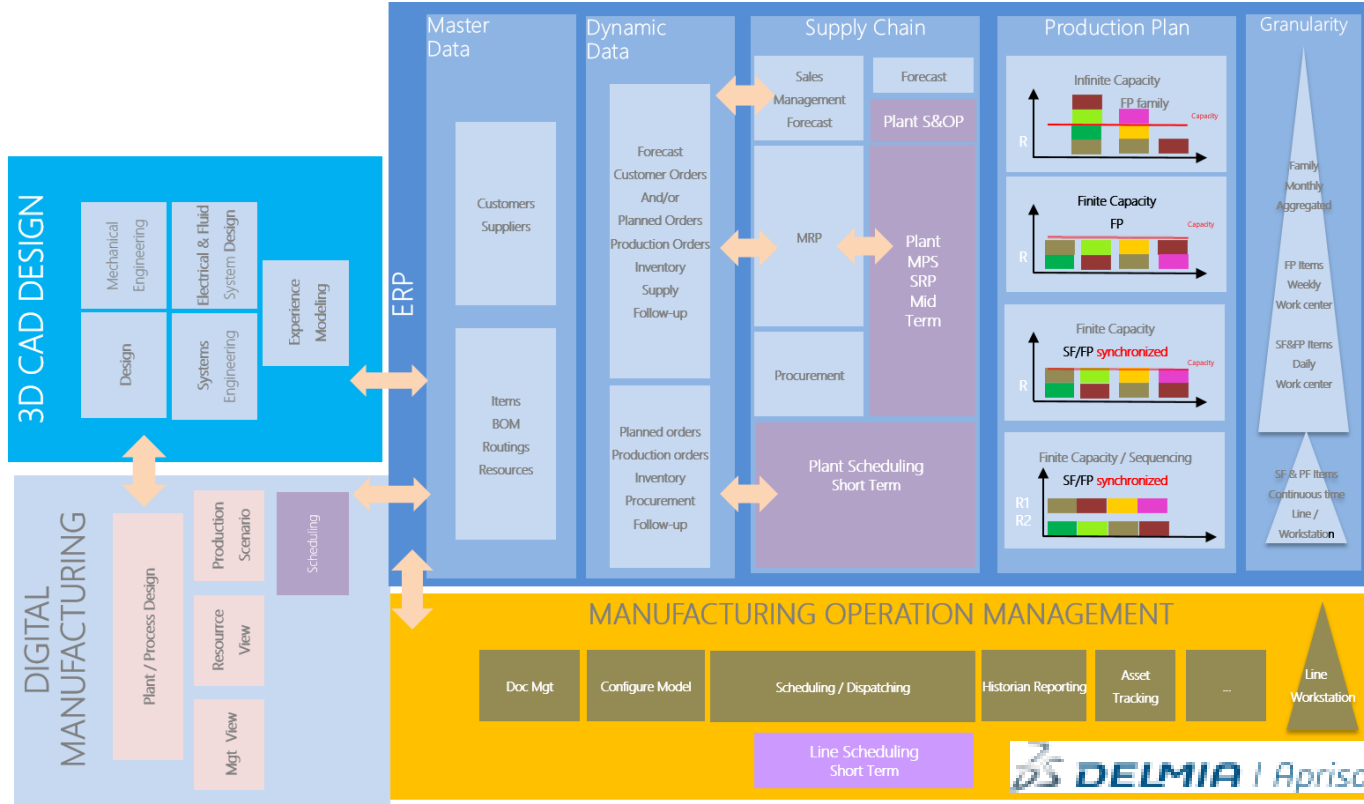 3D CAD DESIGN
Mechanical
Engineering
Electrical & Fluid
System Design
Design
Systems
Engineering
Experience
Modeling
DIGITAL
MANUFACTURING
Plant / Process Design
Production
Scenario
Resourrce
View
Mgt View
Scheduling
ERP
Master
Data
Customers
Suppliers
Items
BOM
Routings
Resources
Dynamic
Data
Forecast
Customer Orders
And/or
Planned Orders
Production Orders
Inventory
Supply
Follow-up
Planned orders
Production orders
Inventory
Procurement
Follow-up
Supply Chain
Sales
Management
Forecast
Forecast
Plant S&OP
MRP
Plant
MPS
SRP
Mid
Term
Procurement
Plant Scheduling
Short Term
Production Plan
Infinite Capacity
FP family
Capacity
R
Finite Capacity
FP
Capacity
R
Finite Capacity
SF/FP synchronized
Capacity
R
Finite Capacity / Sequencing
SF/FP synchronized
R1
R2
Granularity
Family
Monthly
Aggregated
FP Items
Weekly
Work center
SF&FP Items
Daily
Work center
SF & PF Items
Continuous time
Line /
Workstation
MANUFACTURING OPERATION MANAGEMENT
Doc Mgt
Configure Model
Scheduling / Dispatching
Historian Reporting
Asset
Tracking
...
Line
Workstation
Line Scheduling
Short Term
DELMIA | Apriso